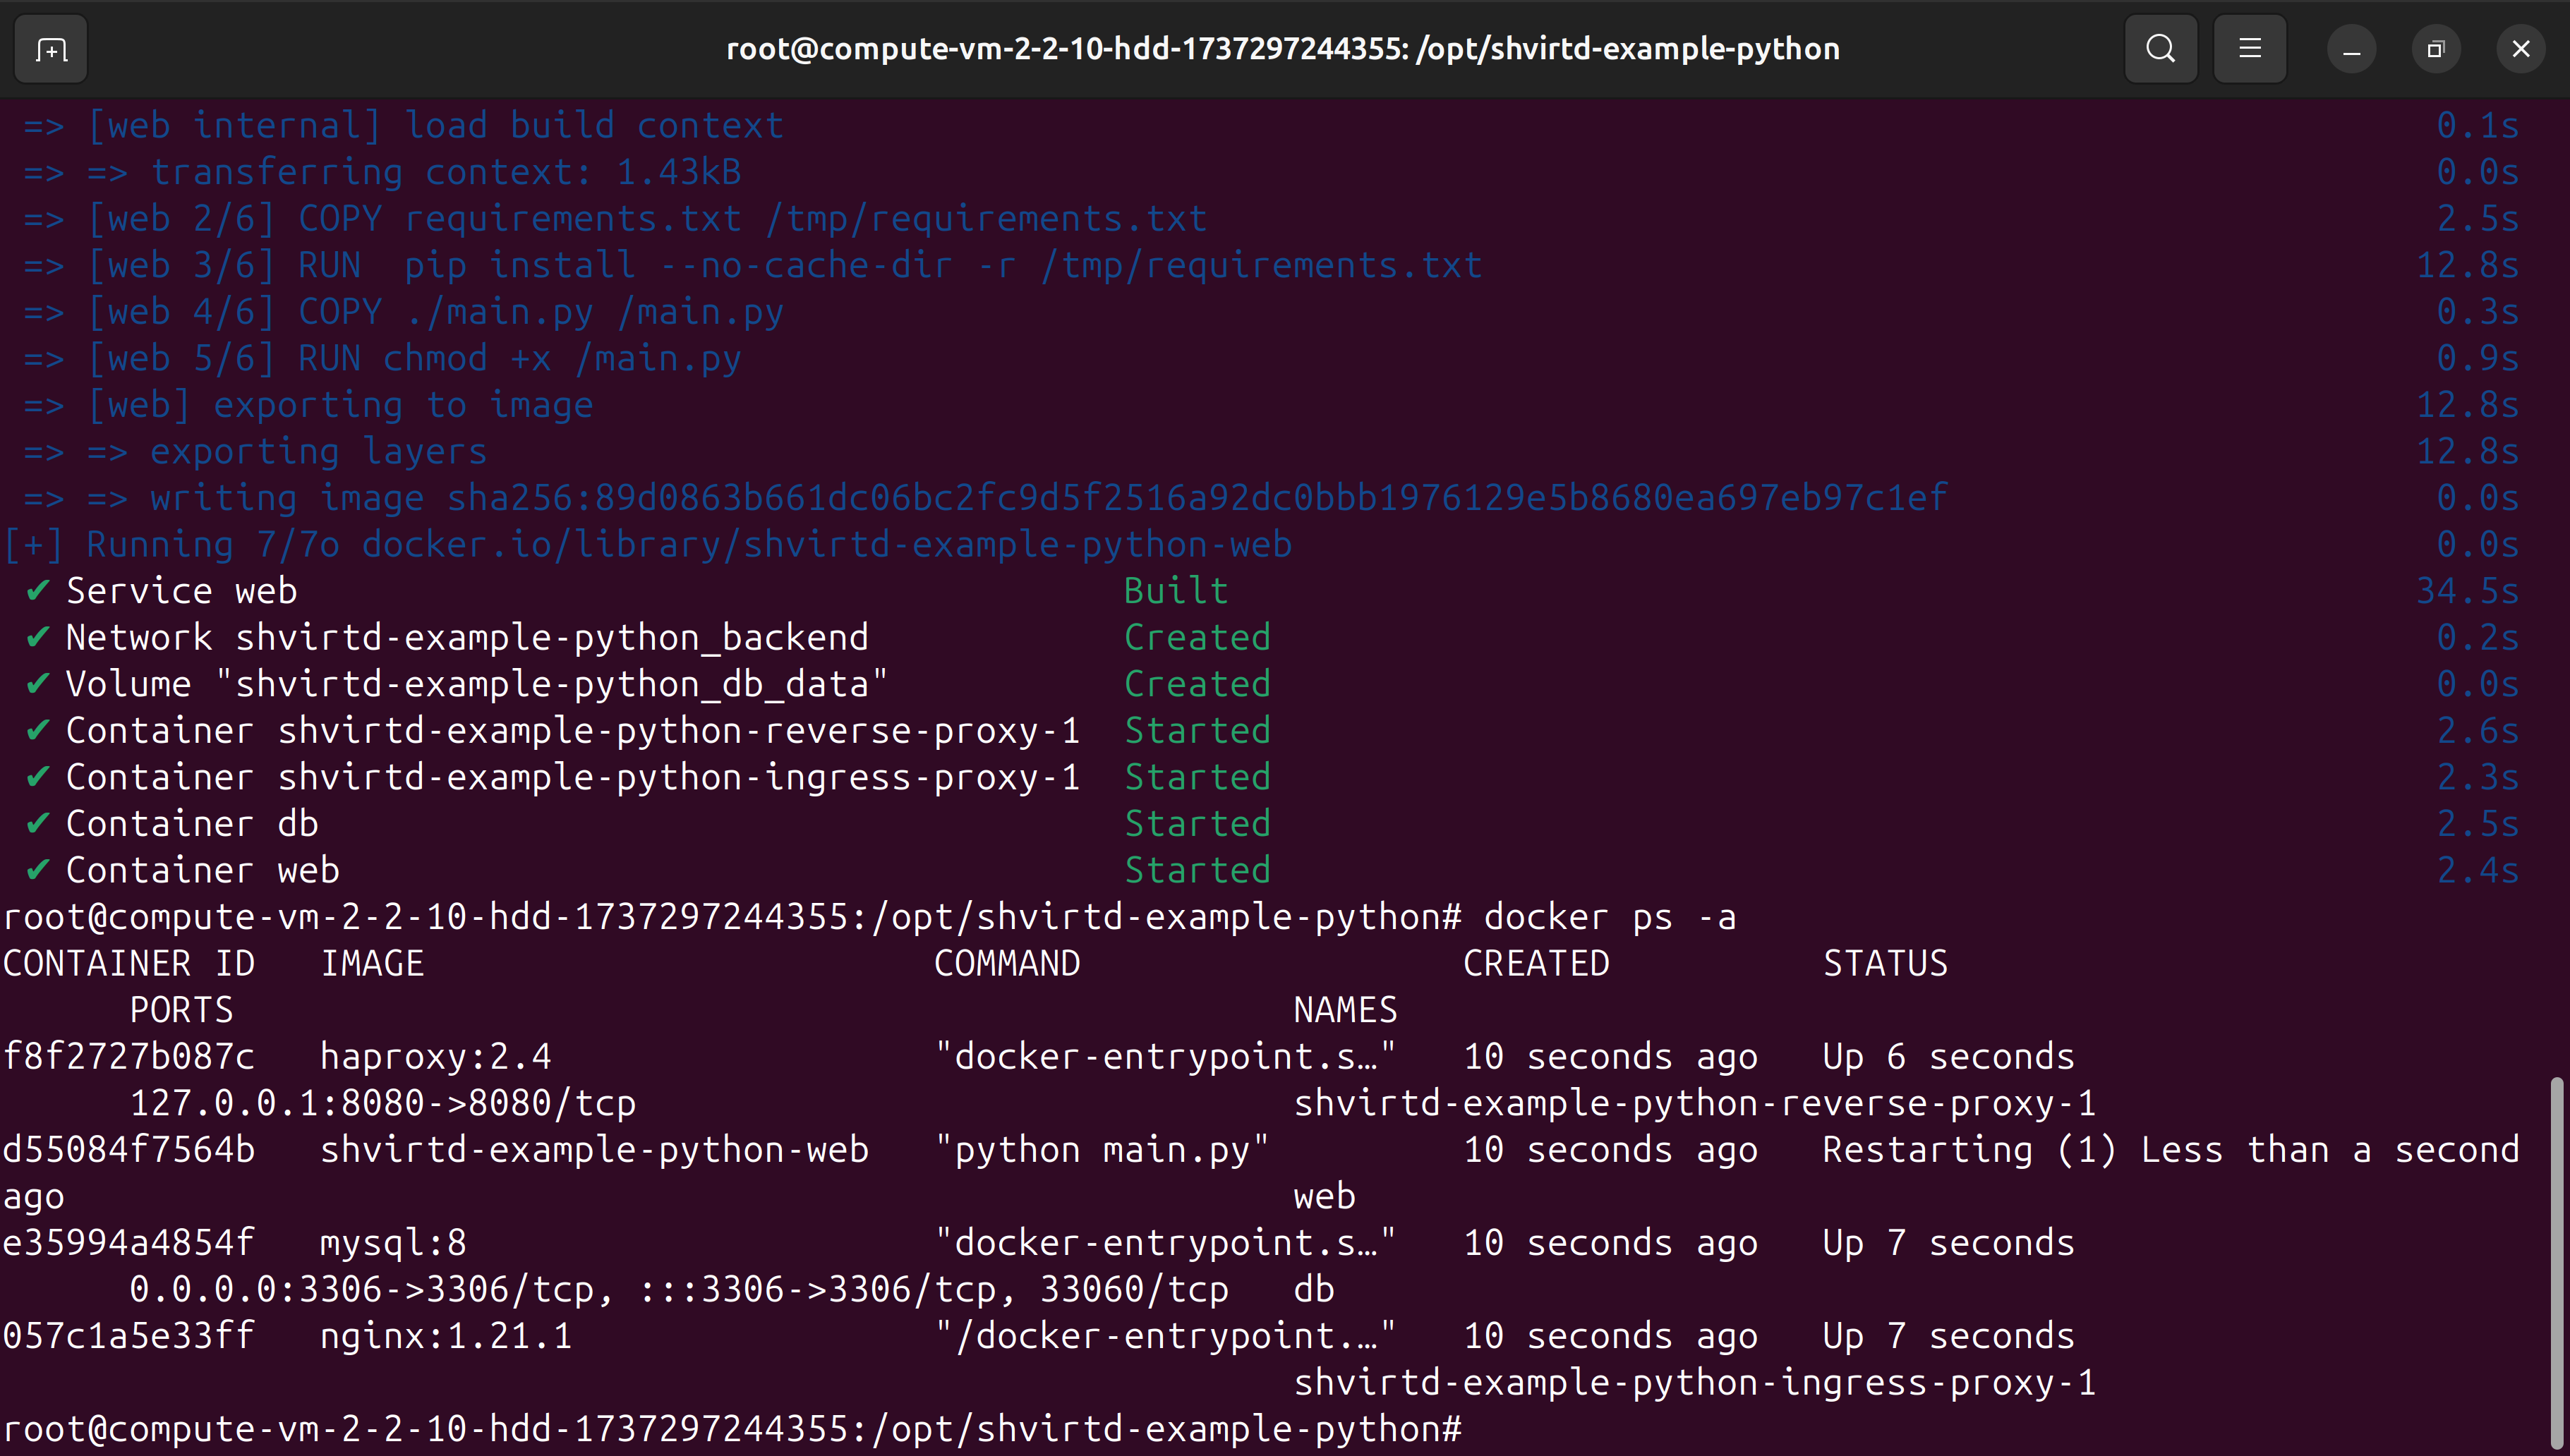 root@compute-vm-2-2-10-hdd-1737297244355: /opt/shvirtd-example-python
=> [web internal] load build context 0.1s
=> => transferring context: 1.43kB 0.0s
=> [web 2/6] COPY requirements.txt /tmp/requirements.txt 2.5s
=> [web 3/6] RUN  pip install --no-cache-dir -r /tmp/requirements.txt 12.8s
=> [web 4/6] COPY ./main.py /main.py 0.3s
=> [web 5/6] RUN chmod +x /main.py 0.9s
=> [web] exporting to image 12.8s
=> => exporting layers 12.8s
=> => writing image sha256:89d0863b661dc06bc2fc9d5f2516a92dc0bbb1976129e5b8680ea697eb97c1ef 0.0s
[+] Running 7/7o docker.io/library/shvirtd-example-python-web 0.0s
✔ Service web Built 34.5s
✔ Network shvirtd-example-python_backend Created 0.2s
✔ Volume "shvirtd-example-python_db_data" Created 0.0s
✔ Container shvirtd-example-python-reverse-proxy-1 Started 2.6s
✔ Container shvirtd-example-python-ingress-proxy-1 Started 2.3s
✔ Container db Started 2.5s
✔ Container web Started 2.4s
root@compute-vm-2-2-10-hdd-1737297244355:/opt/shvirtd-example-python# docker ps -a
CONTAINER ID   IMAGE   COMMAND   CREATED   STATUS
PORTS   NAMES
f8f2727b087c   haproxy:2.4   "docker-entrypoint.s…"   10 seconds ago   Up 6 seconds
127.0.0.1:8080->8080/tcp   shvirtd-example-python-reverse-proxy-1
d55084f7564b   shvirtd-example-python-web   "python main.py"   10 seconds ago   Restarting (1) Less than a second
ago   web
e35994a4854f   mysql:8   "docker-entrypoint.s…"   10 seconds ago   Up 7 seconds
0.0.0.0:3306->3306/tcp, :::3306->3306/tcp, 33060/tcp   db
057c1a5e33ff   nginx:1.21.1   "/docker-entrypoint.…"   10 seconds ago   Up 7 seconds
shvirtd-example-python-ingress-proxy-1
root@compute-vm-2-2-10-hdd-1737297244355:/opt/shvirtd-example-python#